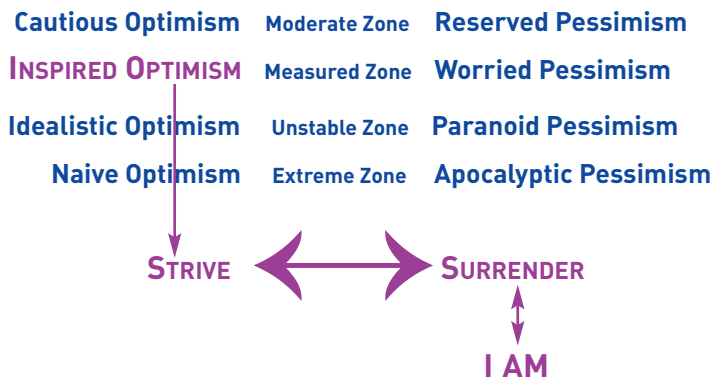 Cautious Optimism Moderate Zone Reserved Pessimism
INSPIRED OPTIMISM Measured Zone Worried Pessimism
Idealistic Optimism Unstable Zone Paranoid Pessimism
Naive Optimism Extreme Zone Apocalyptic Pessimism
STRIVE SURRENDER
I AM